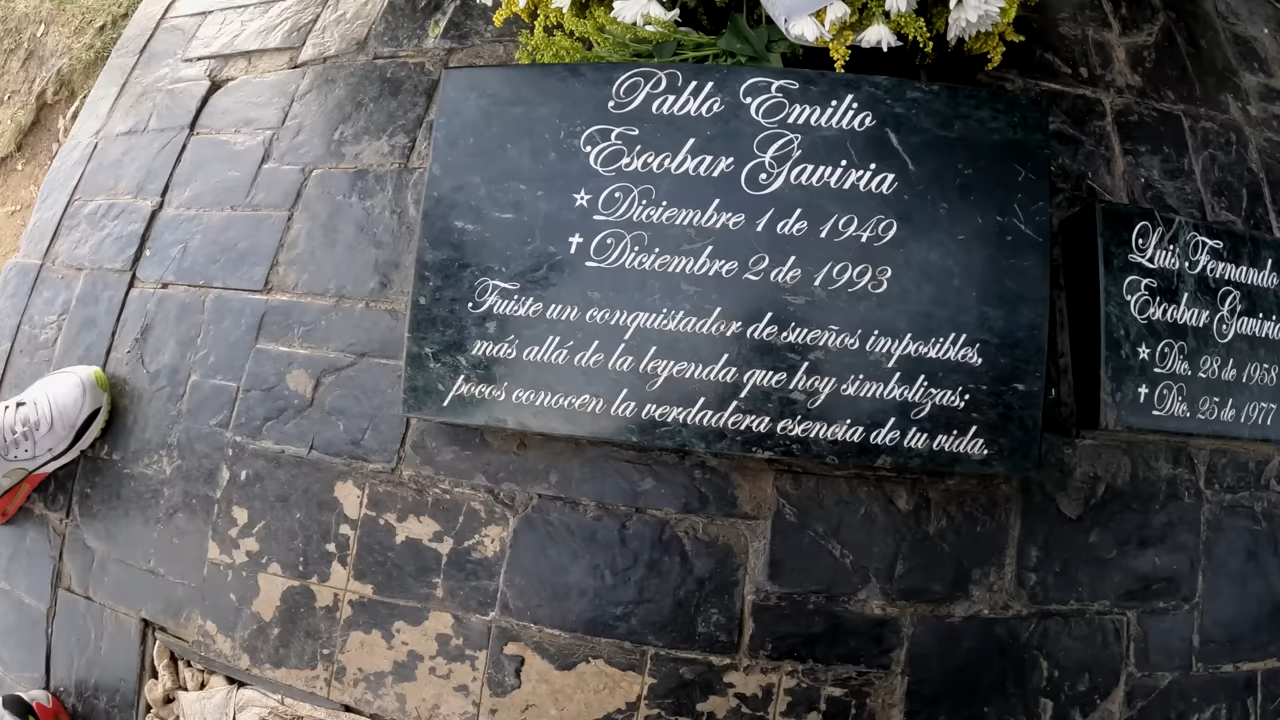 Pablo Emilio
Escobar Gaviria
☆ Diciembre 1 de 1949
✝ Diciembre 2 de 1993
Fuiste un conquistador de sueños imposibles,
más allá de la leyenda que hoy simbolizas;
pocos conocen la verdadera esencia de tu vida.
Luis Fernando
Escobar Gaviria
☆ Dic. 28 de 1958
✝ Dic. 25 de 1977